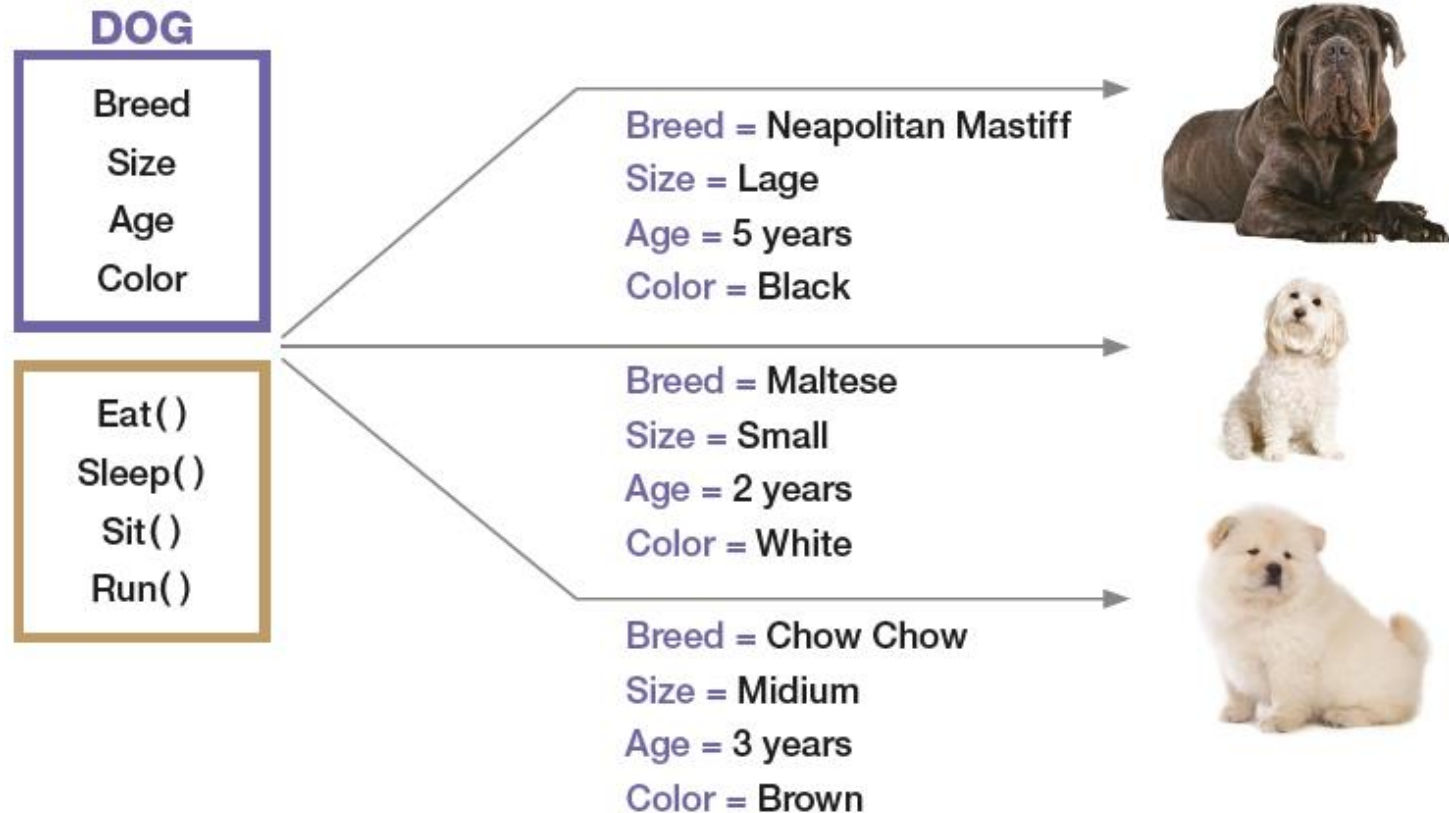 DOG
Breed
Size
Age
Color
Eat( )
Sleep( )
Sit( )
Run( )
Breed = Neapolitan Mastiff
Size = Lage
Age = 5 years
Color = Black
Breed = Maltese
Size = Small
Age = 2 years
Color = White
Breed = Chow Chow
Size = Midium
Age = 3 years
Color = Brown